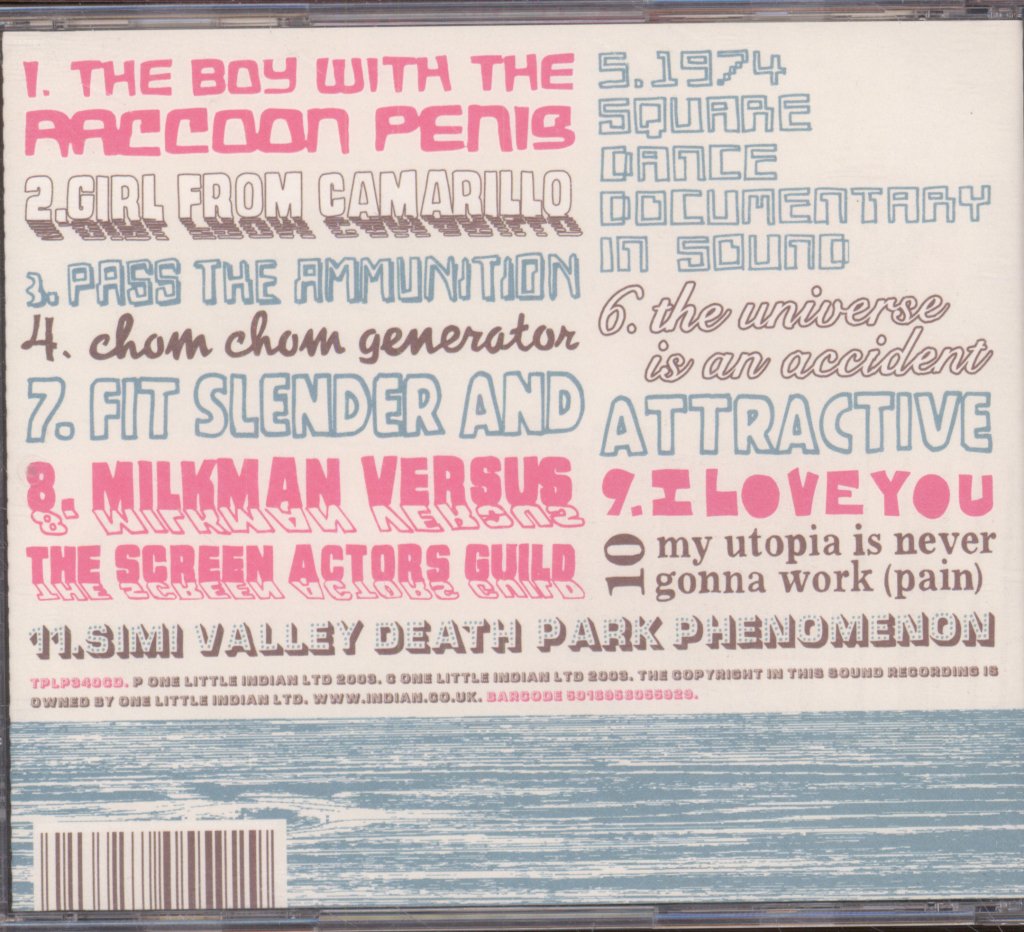 1. THE BOY WITH THE
RACCOON PENIS
2.GIRL FROM CAMARILLO
3. PASS THE AMMUNITION
4. chom chom generator
5.1974
SQUARE
DANCE
DOCUMENTARY
IN SOUND
6. the universe
is an accident
7. FIT SLENDER AND ATTRACTIVE
8. MILKMAN VERSUS
THE SCREEN ACTORS GUILD
9. I LOVE YOU
10 my utopia is never
gonna work (pain)
11.SIMI VALLEY DEATH PARK PHENOMENON
TPLP340CD. P ONE LITTLE INDIAN LTD 2003. C ONE LITTLE INDIAN LTD 2003. THE COPYRIGHT IN THIS SOUND RECORDING IS
OWNED BY ONE LITTLE INDIAN LTD. WWW.INDIAN.CO.UK. BARCODE 5016958055929.